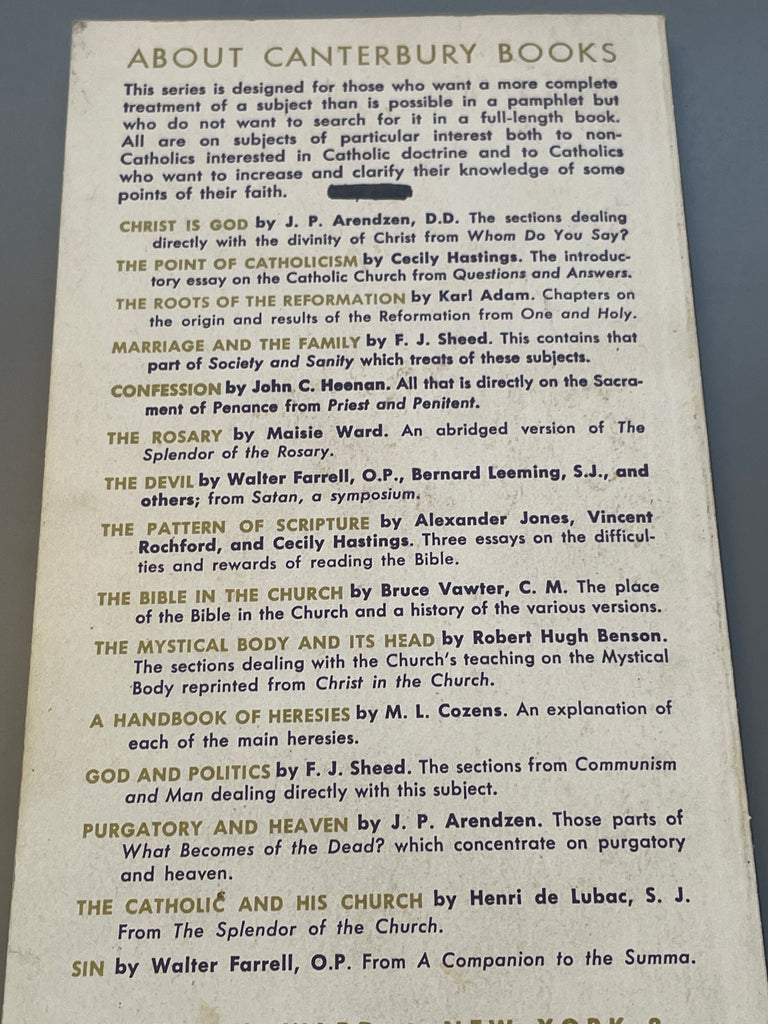 ABOUT CANTERBURY BOOKS
This series is designed for those who want a more complete
treatment of a subject than is possible in a pamphlet but
who do not want to search for it in a full-length book.
All are on subjects of particular interest both to non-
Catholics interested in Catholic doctrine and to Catholics
who want to increase and clarify their knowledge of some
points of their faith.
CHRIST IS GOD by J. P. Arendzen, D.D. The sections dealing
directly with the divinity of Christ from Whom Do You Say?
THE POINT OF CATHOLICISM by Cecily Hastings. The introduc-
tory essay on the Catholic Church from Questions and Answers.
THE ROOTS OF THE REFORMATION by Karl Adam. Chapters on
the origin and results of the Reformation from One and Holy.
MARRIAGE AND THE FAMILY by F. J. Sheed. This contains that
part of Society and Sanity which treats of these subjects.
CONFESSION by John C. Heenan. All that is directly on the Sacra-
ment of Penance from Priest and Penitent.
THE ROSARY by Maisie Ward. An abridged version of The
Splendor of the Rosary.
THE DEVIL by Walter Farrell, O.P., Bernard Leeming, S.J., and
others; from Satan, a symposium.
THE PATTERN OF SCRIPTURE by Alexander Jones, Vincent
Rochford, and Cecily Hastings. Three essays on the difficul-
ties and rewards of reading the Bible.
THE BIBLE IN THE CHURCH by Bruce Vawter, C. M. The place
of the Bible in the Church and a history of the various versions.
THE MYSTICAL BODY AND ITS HEAD by Robert Hugh Benson.
The sections dealing with the Church's teaching on the Mystical
Body reprinted from Christ in the Church.
A HANDBOOK OF HERESIES by M. L. Cozens. An explanation of
each of the main heresies.
GOD AND POLITICS by F. J. Sheed. The sections from Communism
and Man dealing directly with this subject.
PURGATORY AND HEAVEN by J. P. Arendzen. Those parts of
What Becomes of the Dead? which concentrate on purgatory
and heaven.
THE CATHOLIC AND HIS CHURCH by Henri de Lubac, S. J.
From The Splendor of the Church.
SIN by Walter Farrell, O.P. From A Companion to the Summa.